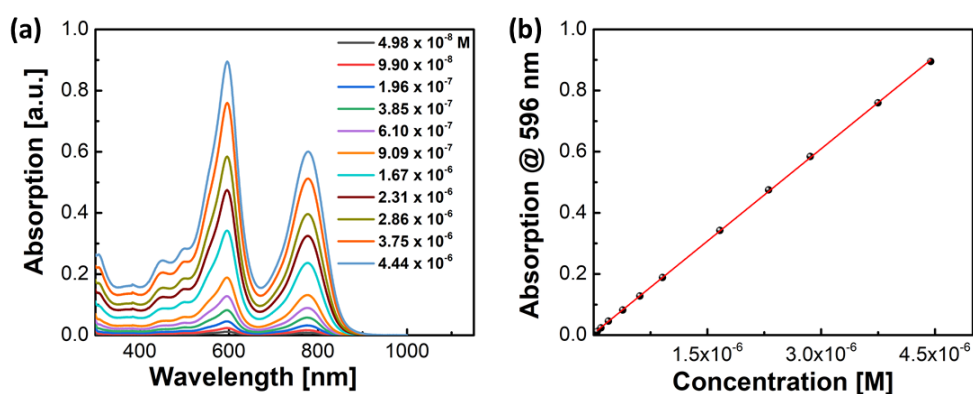 (a)
Absorption [a.u.]
1.0
0.8
0.6
0.4
0.2
0.0
400 600 800 1000
Wavelength [nm]
4.98 x 10⁻⁸ M
9.90 x 10⁻⁸
1.96 x 10⁻⁷
3.85 x 10⁻⁷
6.10 x 10⁻⁷
9.09 x 10⁻⁷
1.67 x 10⁻⁶
2.31 x 10⁻⁶
2.86 x 10⁻⁶
3.75 x 10⁻⁶
4.44 x 10⁻⁶
(b)
Absorption @ 596 nm
1.0
0.8
0.6
0.4
0.2
0.0
1.5x10⁻⁶ 3.0x10⁻⁶ 4.5x10⁻⁶
Concentration [M]